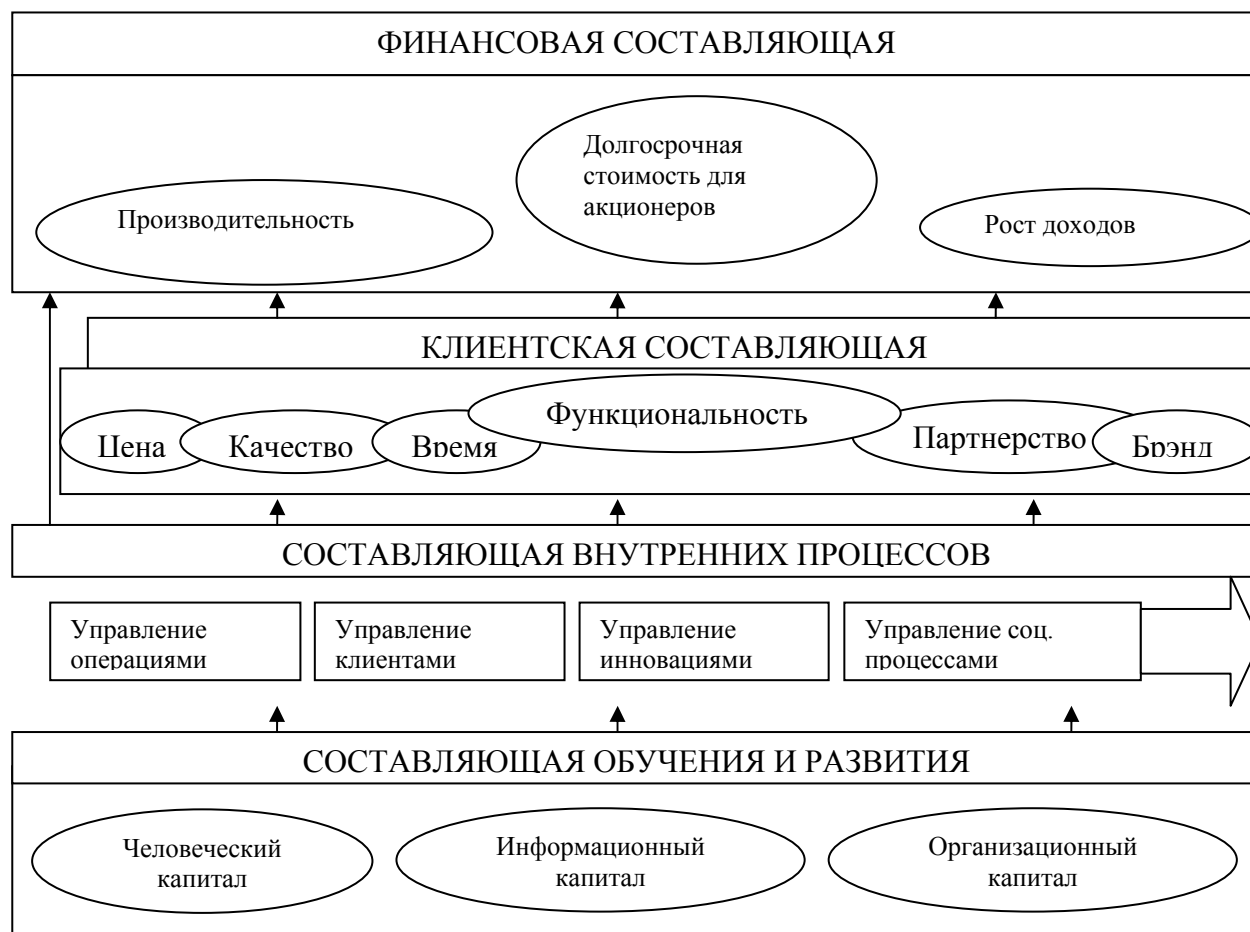 ФИНАНСОВАЯ СОСТАВЛЯЮЩАЯ
Долгосрочная
стоимость для
акционеров
Производительность
Рост доходов
КЛИЕНТСКАЯ СОСТАВЛЯЮЩАЯ
Цена
Качество
Время
Функциональность
Партнерство
Брэнд
СОСТАВЛЯЮЩАЯ ВНУТРЕННИХ ПРОЦЕССОВ
Управление
операциями
Управление
клиентами
Управление
инновациями
Управление соц.
процессами
СОСТАВЛЯЮЩАЯ ОБУЧЕНИЯ И РАЗВИТИЯ
Человеческий
капитал
Информационный
капитал
Организационный
капитал